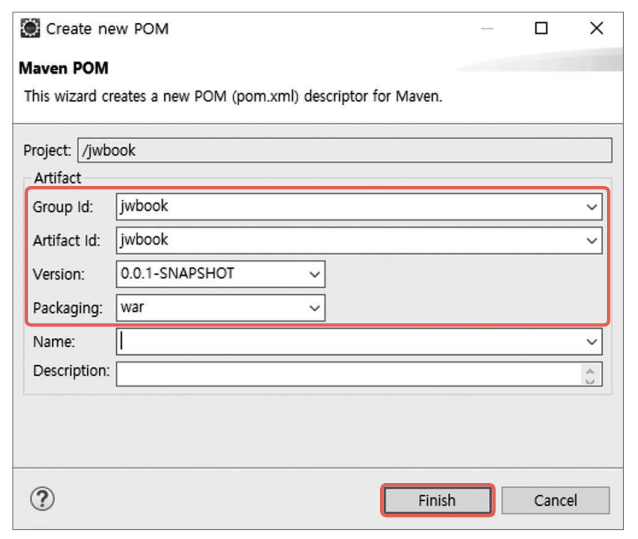 Create new POM
Maven POM
This wizard creates a new POM (pom.xml) descriptor for Maven.
Project: /jwbook
Artifact
Group Id: jwbook
Artifact Id: jwbook
Version: 0.0.1-SNAPSHOT
Packaging: war
Name:
Description:
? Finish Cancel